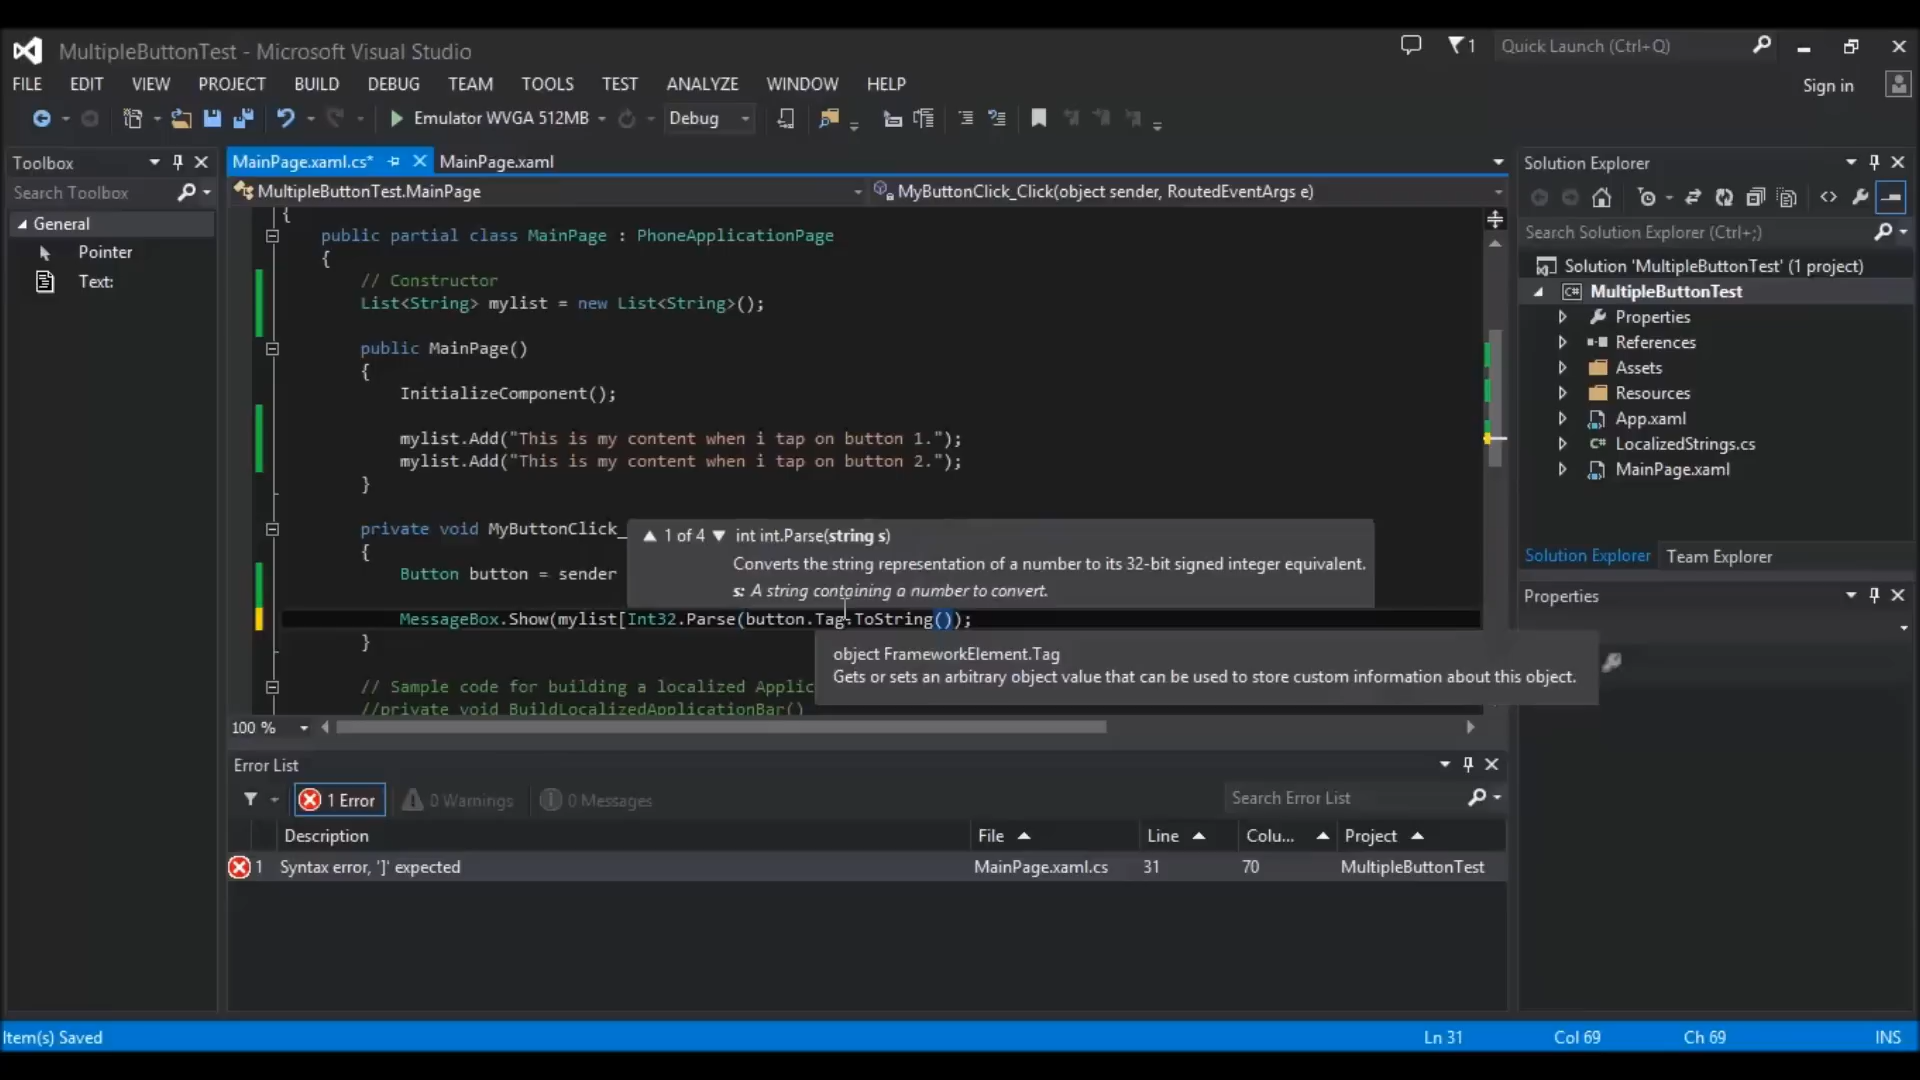 MultipleButtonTest - Microsoft Visual Studio
1
Quick Launch (Ctrl+Q)
FILE EDIT VIEW PROJECT BUILD DEBUG TEAM TOOLS TEST ANALYZE WINDOW HELP
Sign in
Emulator WVGA 512MB
Debug
Toolbox
Search Toolbox
General
Pointer
Text:
MainPage.xaml.cs*
MainPage.xaml
MultipleButtonTest.MainPage
MyButtonClick_Click(object sender, RoutedEventArgs e)
{
public partial class MainPage : PhoneApplicationPage
{
// Constructor
List<String> mylist = new List<String>();
public MainPage()
{
InitializeComponent();
mylist.Add("This is my content when i tap on button 1.");
mylist.Add("This is my content when i tap on button 2.");
}
private void MyButtonClick_
{
Button button = sender
1 of 4 int int.Parse(string s)
Converts the string representation of a number to its 32-bit signed integer equivalent.
s: A string containing a number to convert.
MessageBox.Show(mylist[Int32.Parse(button.Tag.ToString());
}
object FrameworkElement.Tag
Gets or sets an arbitrary object value that can be used to store custom information about this object.
// Sample code for building a localized Applic
//private void BuildLocalizedApplicationBar()
100 %
Error List
1 Error
0 Warnings
0 Messages
Search Error List
Description File Line Colu... Project
1 Syntax error, ']' expected MainPage.xaml.cs 31 70 MultipleButtonTest
Solution Explorer
Search Solution Explorer (Ctrl+;)
Solution 'MultipleButtonTest' (1 project)
C# MultipleButtonTest
Properties
References
Assets
Resources
App.xaml
C# LocalizedStrings.cs
MainPage.xaml
Solution Explorer
Team Explorer
Properties
Item(s) Saved
Ln 31
Col 69
Ch 69
INS